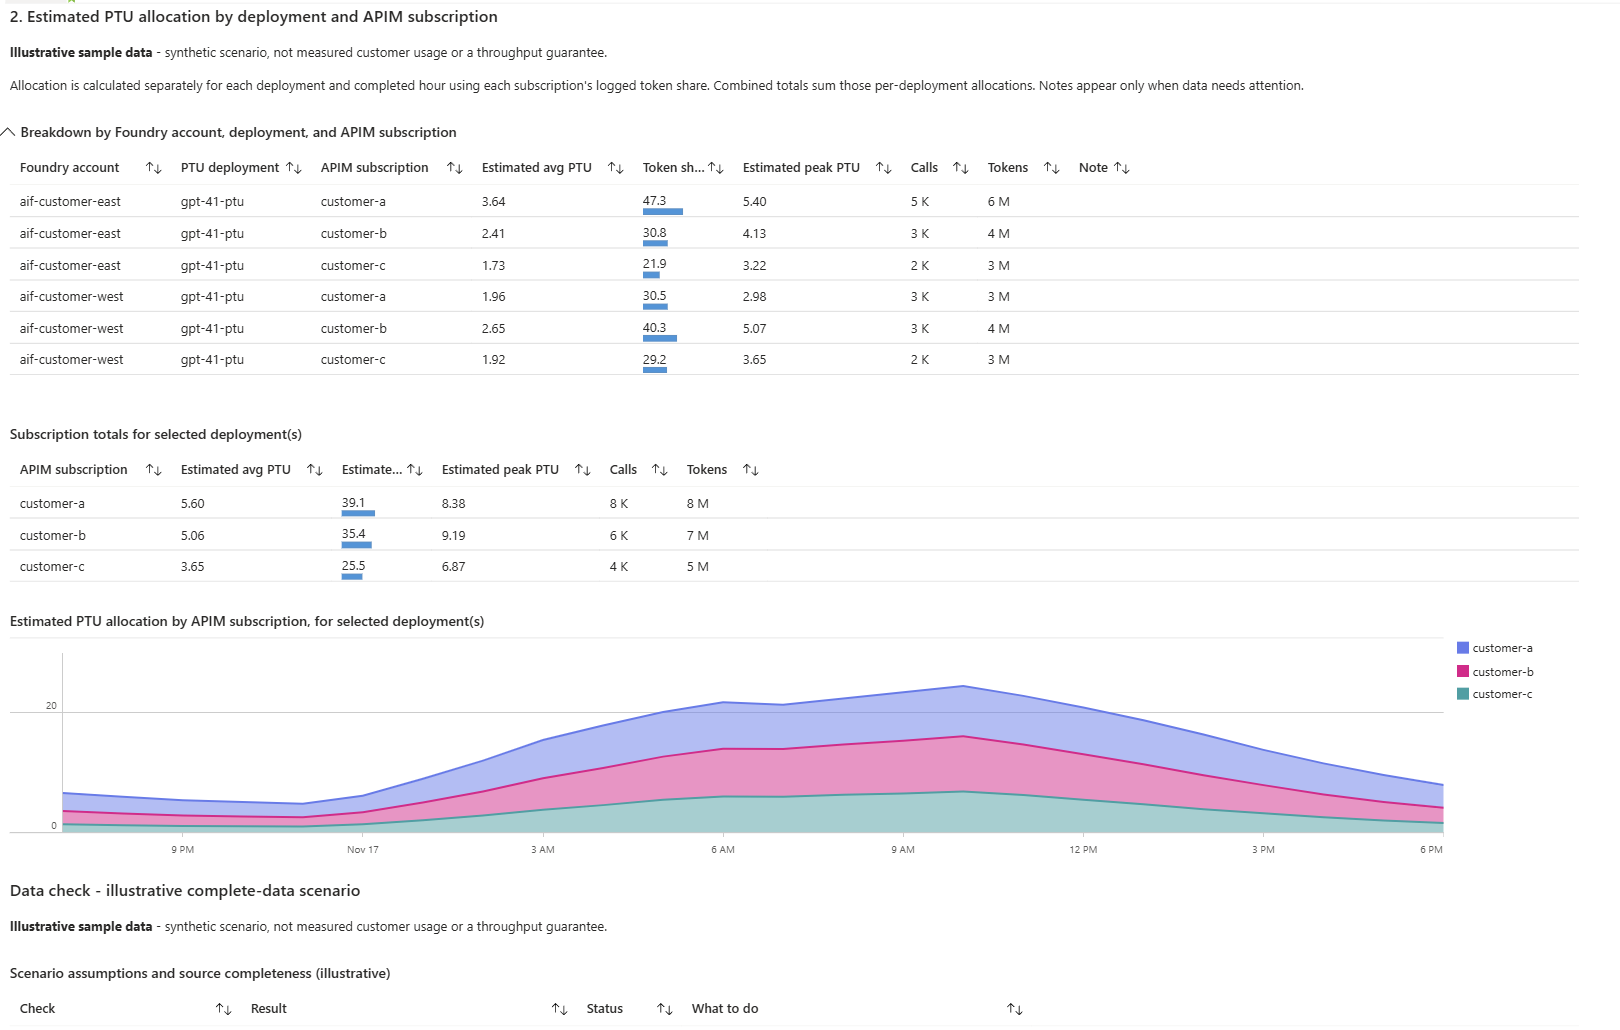 2. Estimated PTU allocation by deployment and APIM subscription
Illustrative sample data - synthetic scenario, not measured customer usage or a throughput guarantee.
Allocation is calculated separately for each deployment and completed hour using each subscription's logged token share. Combined totals sum those per-deployment allocations. Notes appear only when data needs attention.
Breakdown by Foundry account, deployment, and APIM subscription
Foundry account ↑↓ PTU deployment ↑↓ APIM subscription ↑↓ Estimated avg PTU ↑↓ Token sh... ↑↓ Estimated peak PTU ↑↓ Calls ↑↓ Tokens ↑↓ Note ↑↓
aif-customer-east gpt-41-ptu customer-a 3.64 47.3 5.40 5 K 6 M
aif-customer-east gpt-41-ptu customer-b 2.41 30.8 4.13 3 K 4 M
aif-customer-east gpt-41-ptu customer-c 1.73 21.9 3.22 2 K 3 M
aif-customer-west gpt-41-ptu customer-a 1.96 30.5 2.98 3 K 3 M
aif-customer-west gpt-41-ptu customer-b 2.65 40.3 5.07 3 K 4 M
aif-customer-west gpt-41-ptu customer-c 1.92 29.2 3.65 2 K 3 M
Subscription totals for selected deployment(s)
APIM subscription ↑↓ Estimated avg PTU ↑↓ Estimate... ↑↓ Estimated peak PTU ↑↓ Calls ↑↓ Tokens ↑↓
customer-a 5.60 39.1 8.38 8 K 8 M
customer-b 5.06 35.4 9.19 6 K 7 M
customer-c 3.65 25.5 6.87 4 K 5 M
Estimated PTU allocation by APIM subscription, for selected deployment(s)
customer-a
customer-b
customer-c
20
0
9 PM Nov 17 3 AM 6 AM 9 AM 12 PM 3 PM 6 PM
Data check - illustrative complete-data scenario
Illustrative sample data - synthetic scenario, not measured customer usage or a throughput guarantee.
Scenario assumptions and source completeness (illustrative)
Check ↑↓ Result ↑↓ Status ↑↓ What to do ↑↓